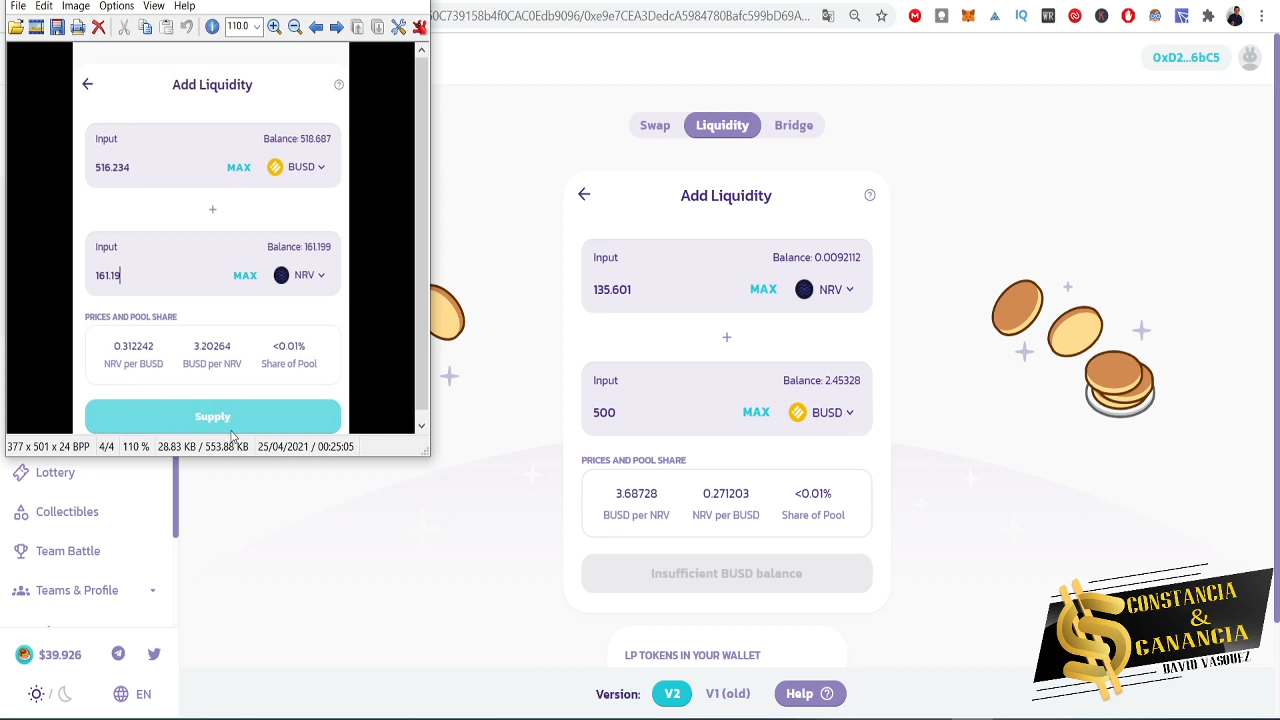 File Edit Image Options View Help
110.0
0C739158b4fOCAC0Edb9096/0xe9e7CEA3DedcA5984780Bafc599bD69A...
Add Liquidity
Input Balance: 518.687
516.234 MAX BUSD
+
Input Balance: 161.199
161.19 MAX NRV
PRICES AND POOL SHARE
0.312242 3.20264 <0.01%
NRV per BUSD BUSD per NRV Share of Pool
Supply
377 x 501 x 24 BPP 4/4 110 % 28.83 KB / 553.88 KB 25/04/2021 / 00:25:05
Lottery
Collectibles
Team Battle
Teams & Profile
$39.926
EN
0xD2...6bC5
Swap Liquidity Bridge
Add Liquidity
Input Balance: 0.0092112
135.601 MAX NRV
+
Input Balance: 2.45328
500 MAX BUSD
PRICES AND POOL SHARE
3.68728 0.271203 <0.01%
BUSD per NRV NRV per BUSD Share of Pool
Insufficient BUSD balance
LP TOKENS IN YOUR WALLET
Version: V2 V1 (old) Help
CONSTANCIA
&
GANANCIA
DAVID VASQUEZ